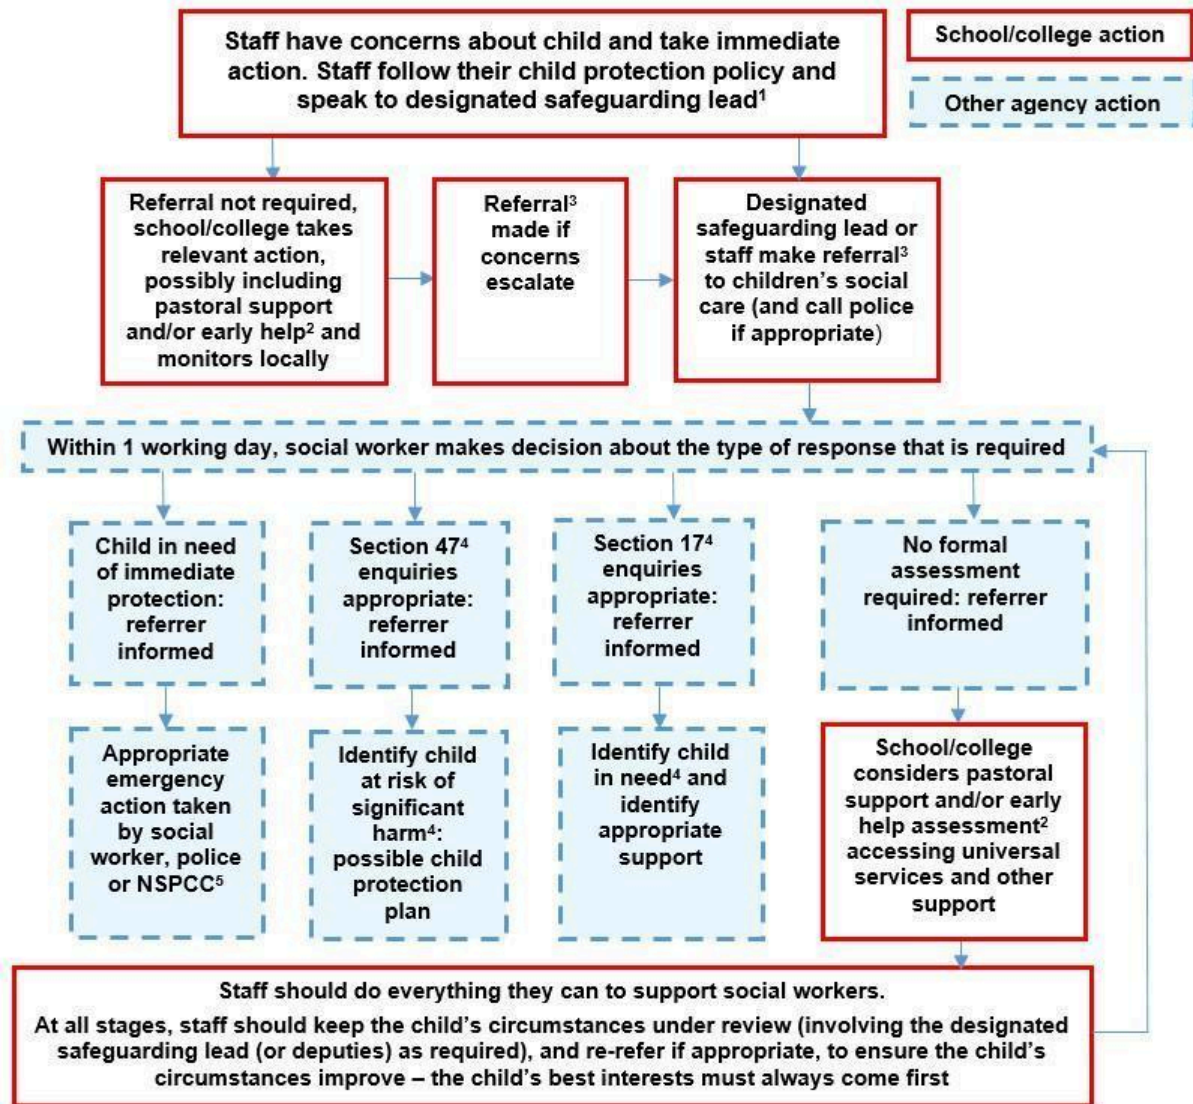 Staff have concerns about child and take immediate
action. Staff follow their child protection policy and
speak to designated safeguarding lead¹
School/college action
Other agency action
Referral not required,
school/college takes
relevant action,
possibly including
pastoral support
and/or early help² and
monitors locally
Referral³
made if
concerns
escalate
Designated
safeguarding lead or
staff make referral³
to children’s social
care (and call police
if appropriate)
Within 1 working day, social worker makes decision about the type of response that is required
Child in need
of immediate
protection:
referrer
informed
Section 47⁴
enquiries
appropriate:
referrer
informed
Section 17⁴
enquiries
appropriate:
referrer
informed
No formal
assessment
required: referrer
informed
Appropriate
emergency
action taken
by social
worker, police
or NSPCC⁵
Identify child
at risk of
significant
harm⁴:
possible child
protection
plan
Identify child
in need⁴ and
identify
appropriate
support
School/college
considers pastoral
support and/or early
help assessment²
accessing universal
services and other
support
Staff should do everything they can to support social workers.
At all stages, staff should keep the child’s circumstances under review (involving the designated
safeguarding lead (or deputies) as required), and re-refer if appropriate, to ensure the child’s
circumstances improve – the child’s best interests must always come first